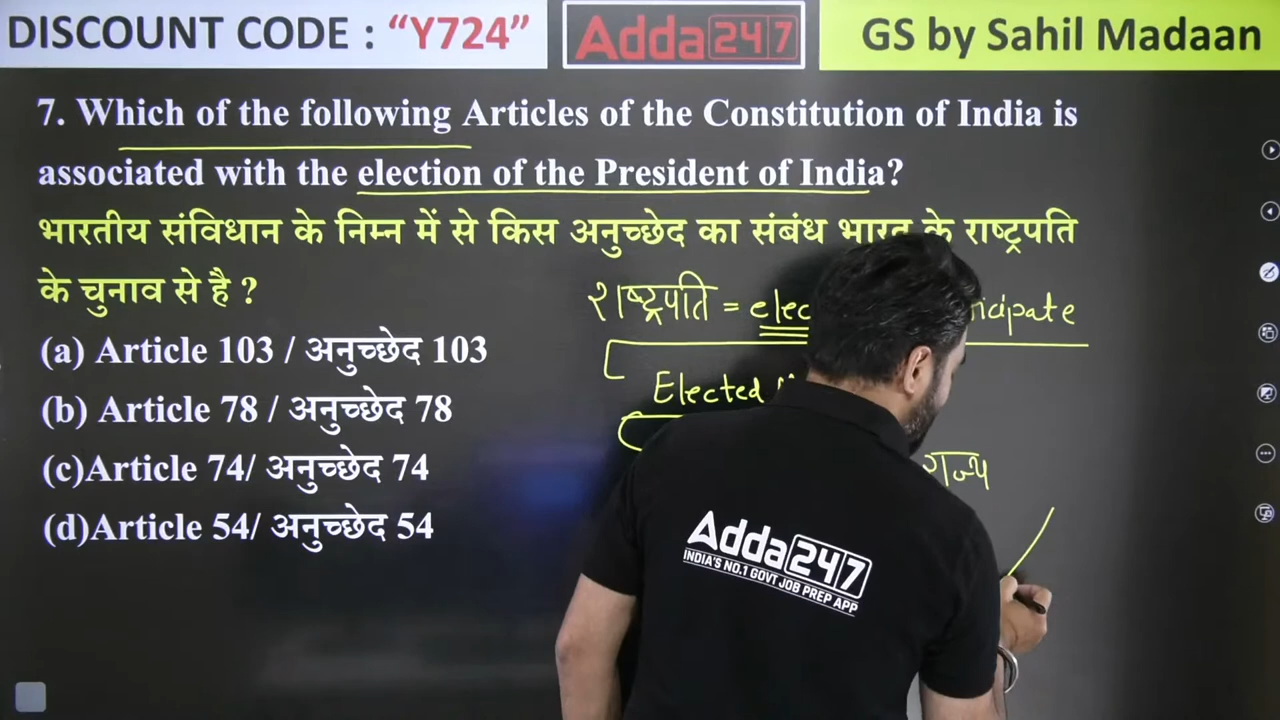 DISCOUNT CODE : “Y724”
Adda247
GS by Sahil Madaan
7. Which of the following Articles of the Constitution of India is
associated with the election of the President of India?
भारतीय संविधान के निम्न में से किस अनुच्छेद का संबंध भारत के राष्ट्रपति
के चुनाव से है ?
राष्ट्रपति =
(a) Article 103 / अनुच्छेद 103
Elected
(b) Article 78 / अनुच्छेद 78
(c)Article 74/ अनुच्छेद 74
राज्य
(d)Article 54/ अनुच्छेद 54
Adda247
INDIA'S NO.1 GOVT JOB PREP APP